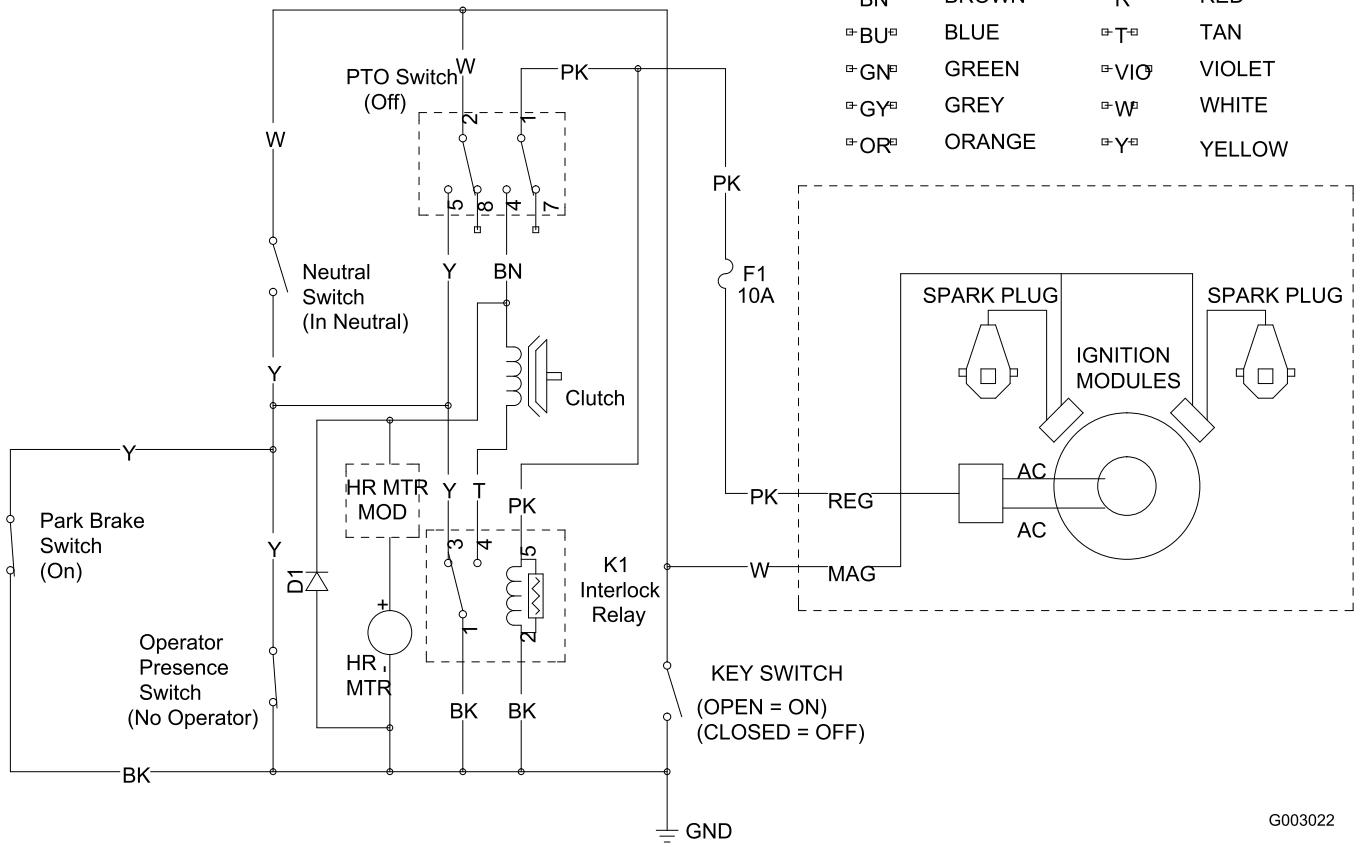 BN BROWN R RED
BU BLUE T TAN
GN GREEN VIO VIOLET
GY GREY W WHITE
OR ORANGE Y YELLOW
PTO Switch
(Off)
W
PK
2
1
W
PK
5
8
4
7
Neutral
Switch
(In Neutral)
Y
BN
F1
10A
SPARK PLUG
SPARK PLUG
IGNITION
MODULES
Y
Clutch
Y
HR MTR
MOD
Y
T
PK
PK
REG
AC
AC
Park Brake
Switch
(On)
Y
D1
3
4
5
K1
Interlock
Relay
W
MAG
+
1
2
Operator
Presence
Switch
(No Operator)
HR
MTR
-
BK
BK
KEY SWITCH
(OPEN = ON)
(CLOSED = OFF)
BK
GND
G003022